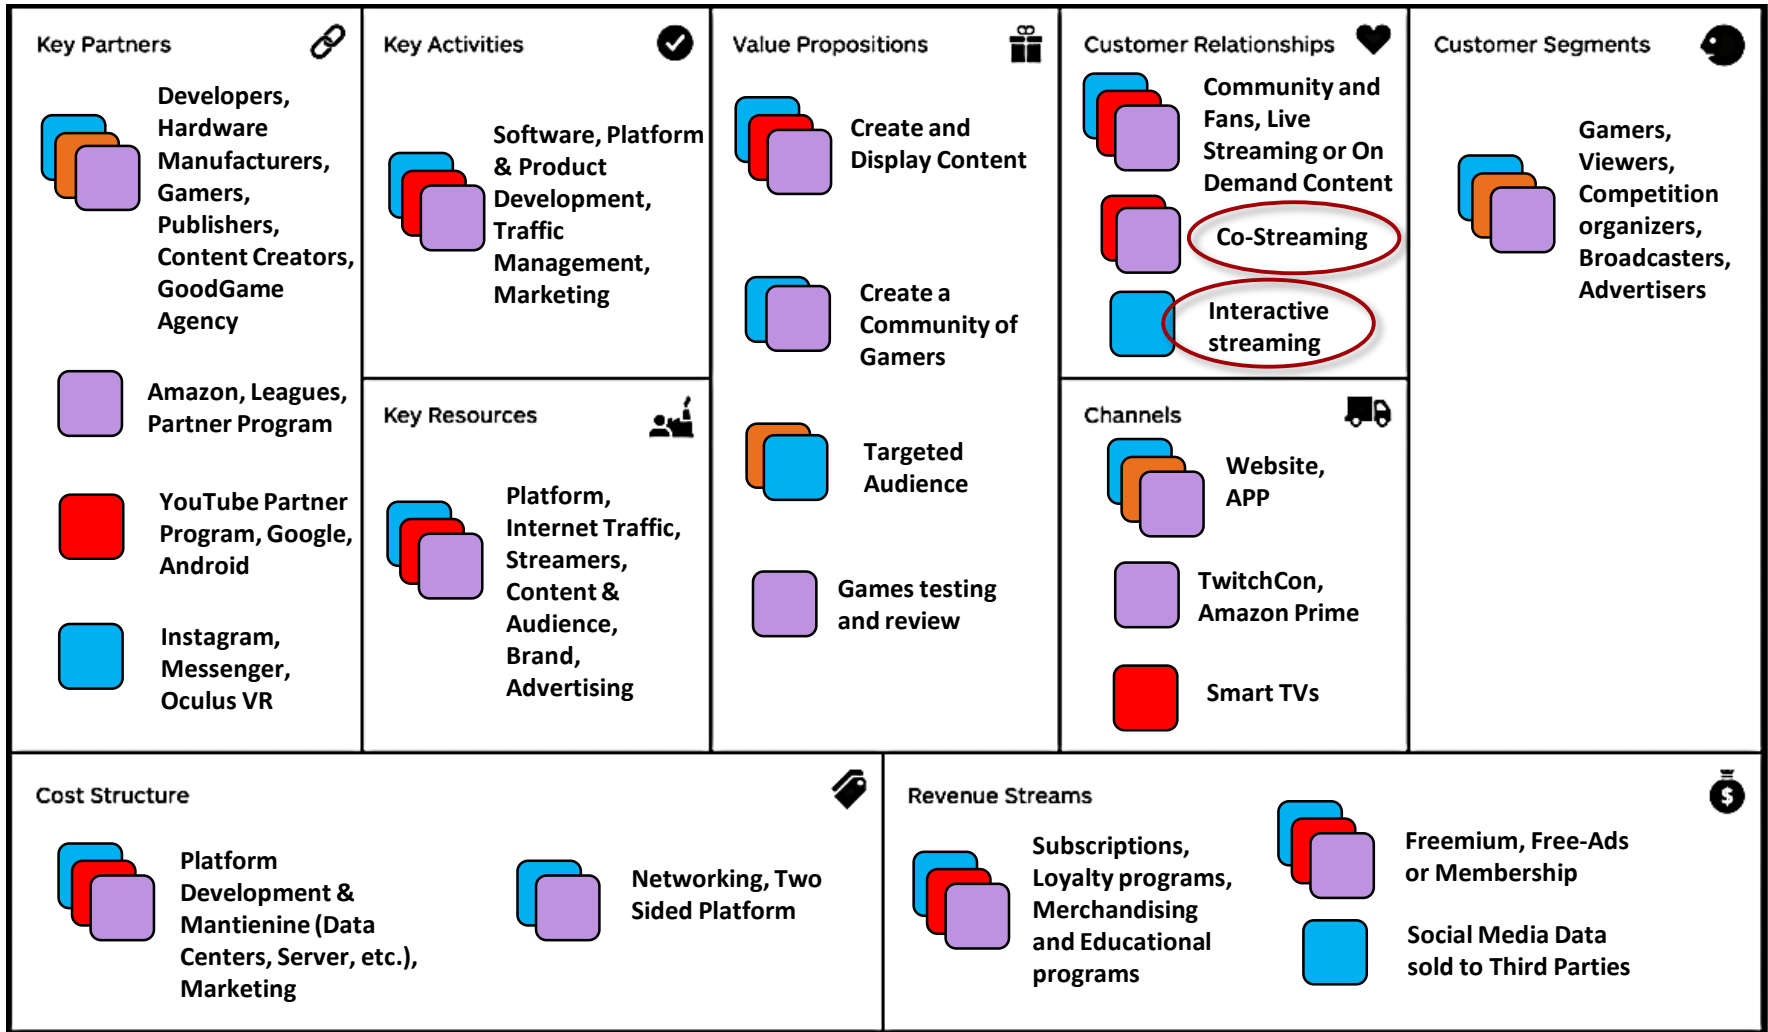 Key Partners
Developers,
Hardware
Manufacturers,
Gamers,
Publishers,
Content Creators,
GoodGame
Agency
Amazon, Leagues,
Partner Program
YouTube Partner
Program, Google,
Android
Instagram,
Messenger,
Oculus VR
Key Activities
Software, Platform
& Product
Development,
Traffic
Management,
Marketing
Key Resources
Platform,
Internet Traffic,
Streamers,
Content &
Audience,
Brand,
Advertising
Value Propositions
Create and
Display Content
Create a
Community of
Gamers
Targeted
Audience
Games testing
and review
Customer Relationships
Community and
Fans, Live
Streaming or On
Demand Content
Co-Streaming
Interactive
streaming
Channels
Website,
APP
TwitchCon,
Amazon Prime
Smart TVs
Customer Segments
Gamers,
Viewers,
Competition
organizers,
Broadcasters,
Advertisers
Cost Structure
Platform
Development &
Mantienine (Data
Centers, Server, etc.),
Marketing
Networking, Two
Sided Platform
Revenue Streams
$
Subscriptions,
Loyalty programs,
Merchandising
and Educational
programs
Freemium, Free-Ads
or Membership
Social Media Data
sold to Third Parties